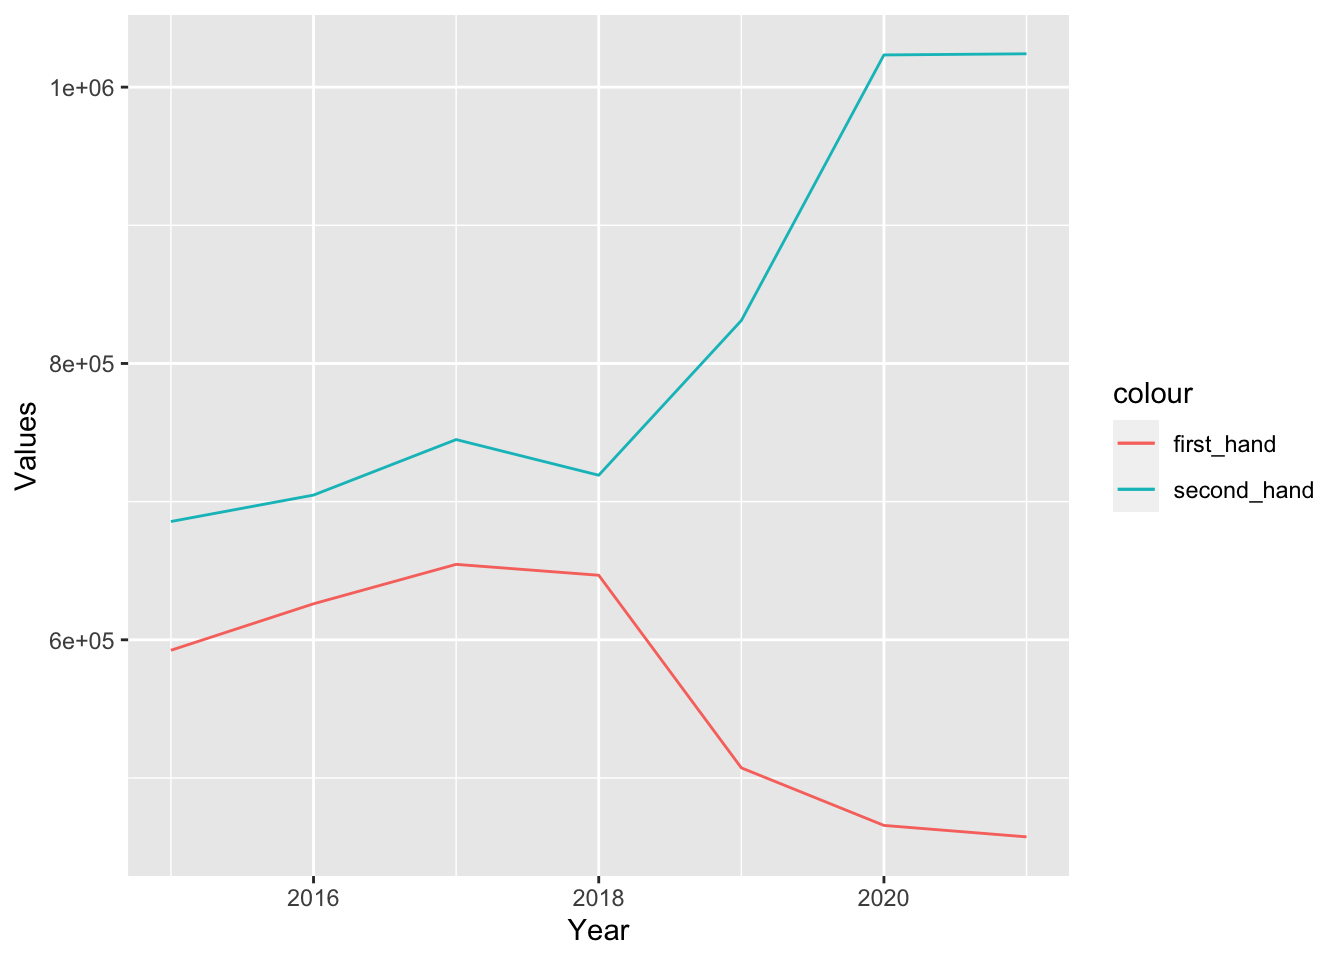 1e+06
8e+05
6e+05
Values
2016 2018 2020
Year
colour
first_hand
second_hand